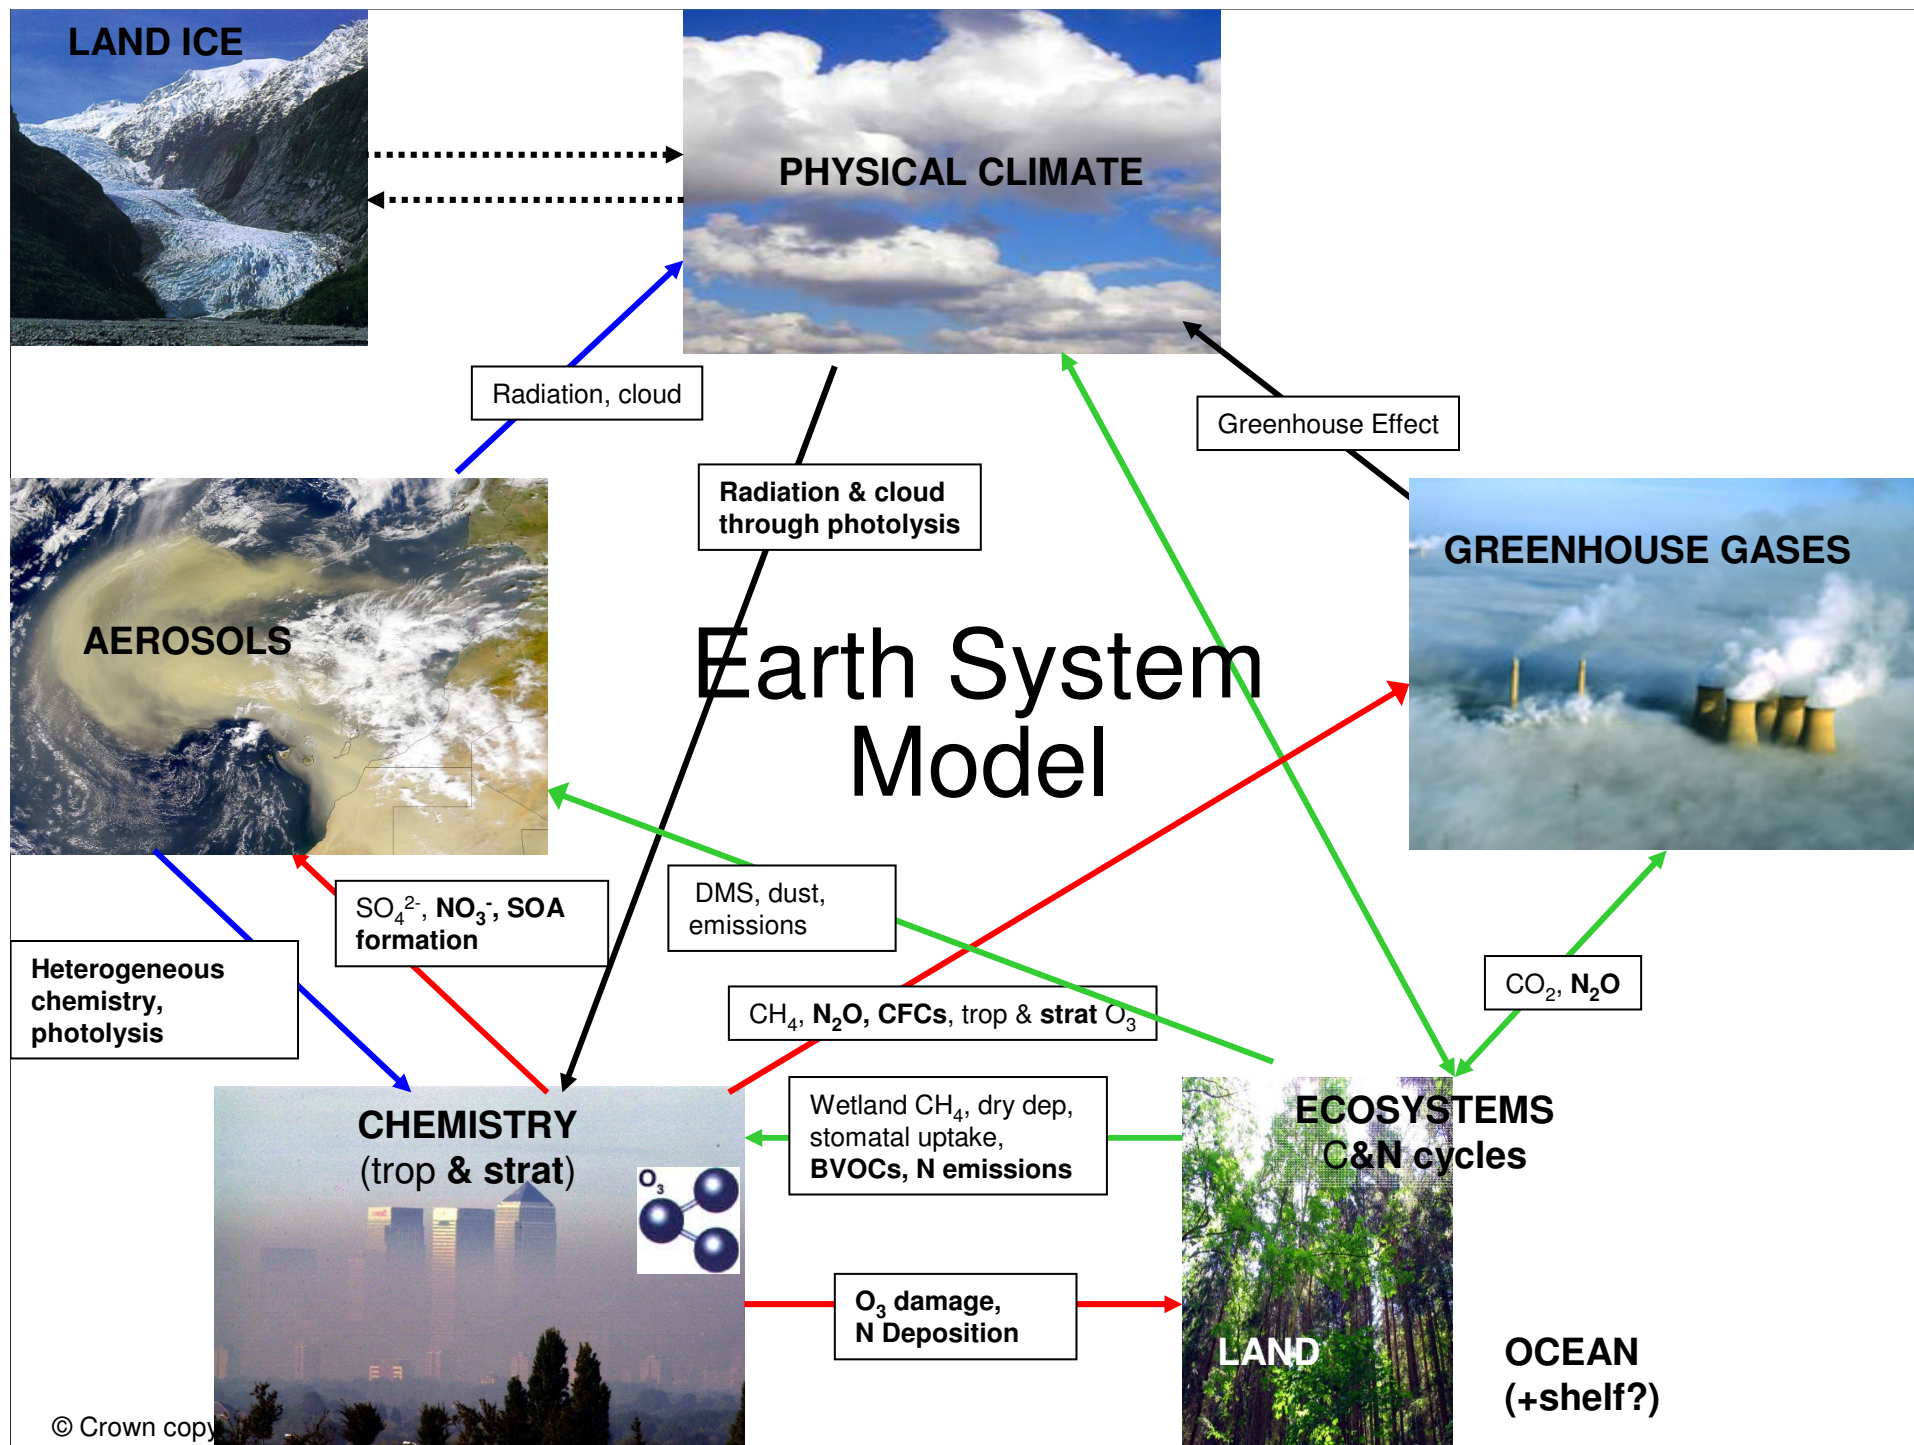 LAND ICE
PHYSICAL CLIMATE
Radiation, cloud
Greenhouse Effect
Radiation & cloud
through photolysis
GREENHOUSE GASES
AEROSOLS
Earth System
Model
SO₄²⁻, NO₃⁻, SOA
formation
DMS, dust,
emissions
Heterogeneous
chemistry,
photolysis
CO₂, N₂O
CH₄, N₂O, CFCs, trop & strat O₃
Wetland CH₄, dry dep,
stomatal uptake,
BVOCs, N emissions
CHEMISTRY
(trop & strat)
O₃
ECOSYSTEMS
C&N cycles
O₃ damage,
N Deposition
LAND
OCEAN
(+shelf?)
© Crown copy